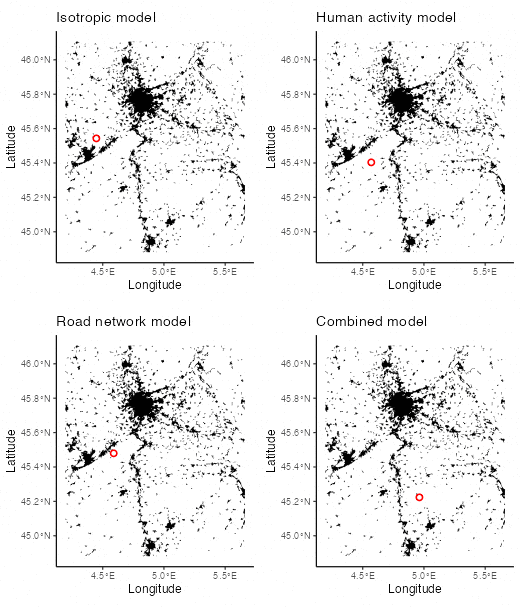 Isotropic model
Human activity model
46.0°N
45.8°N
45.6°N
45.4°N
45.2°N
45.0°N
Latitude
4.5°E 5.0°E 5.5°E
Longitude
46.0°N
45.8°N
45.6°N
45.4°N
45.2°N
45.0°N
Latitude
4.5°E 5.0°E 5.5°E
Longitude
Road network model
Combined model
46.0°N
45.8°N
45.6°N
45.4°N
45.2°N
45.0°N
Latitude
4.5°E 5.0°E 5.5°E
Longitude
46.0°N
45.8°N
45.6°N
45.4°N
45.2°N
45.0°N
Latitude
4.5°E 5.0°E 5.5°E
Longitude